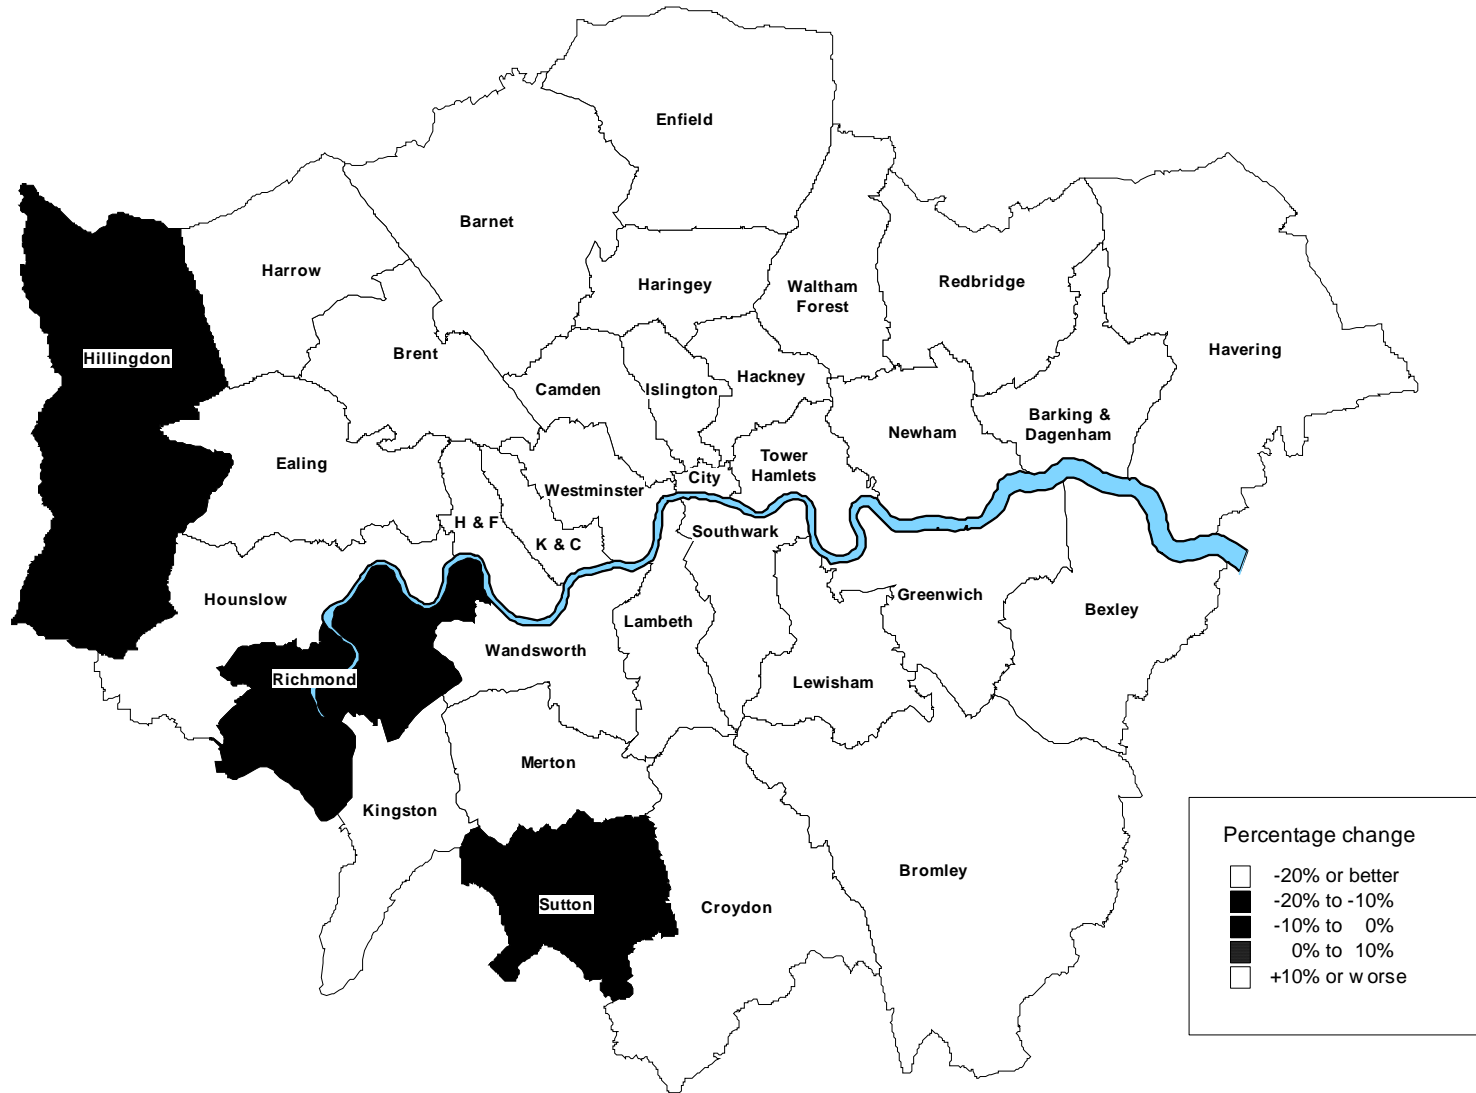 Enfield
Barnet
Harrow
Haringey
Waltham
Forest
Redbridge
Havering
Hillingdon
Brent
Camden
Islington
Hackney
Barking &
Dagenham
Newham
Ealing
Tower
Hamlets
City
Westminster
H & F
K & C
Southwark
Hounslow
Greenwich
Bexley
Lambeth
Wandsworth
Richmond
Lewisham
Merton
Kingston
Bromley
Sutton
Croydon
Percentage change
-20% or better
-20% to -10%
-10% to 0%
0% to 10%
+10% or worse